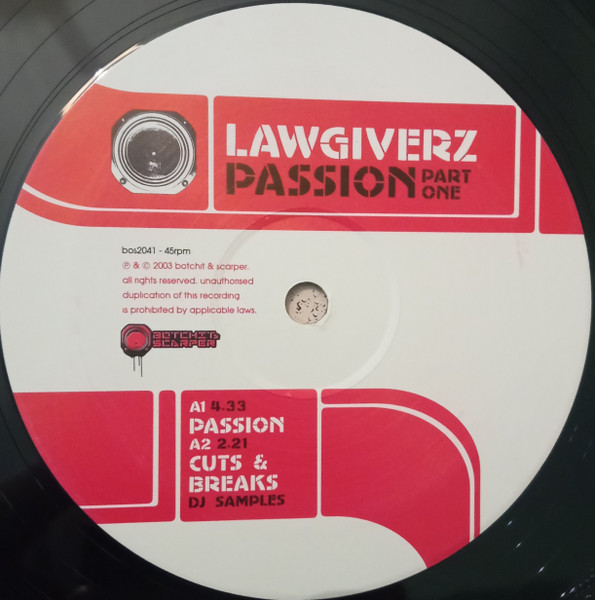 LAWGIVERZ
PASSION PART ONE
bos2041 - 45rpm
℗ & © 2003 botchit & scarper.
all rights reserved. unauthorised
duplication of this recording
is prohibited by applicable laws.
BOTCHIT &
SCARPER
A1 4.33
PASSION
A2 2.21
CUTS &
BREAKS
DJ SAMPLES